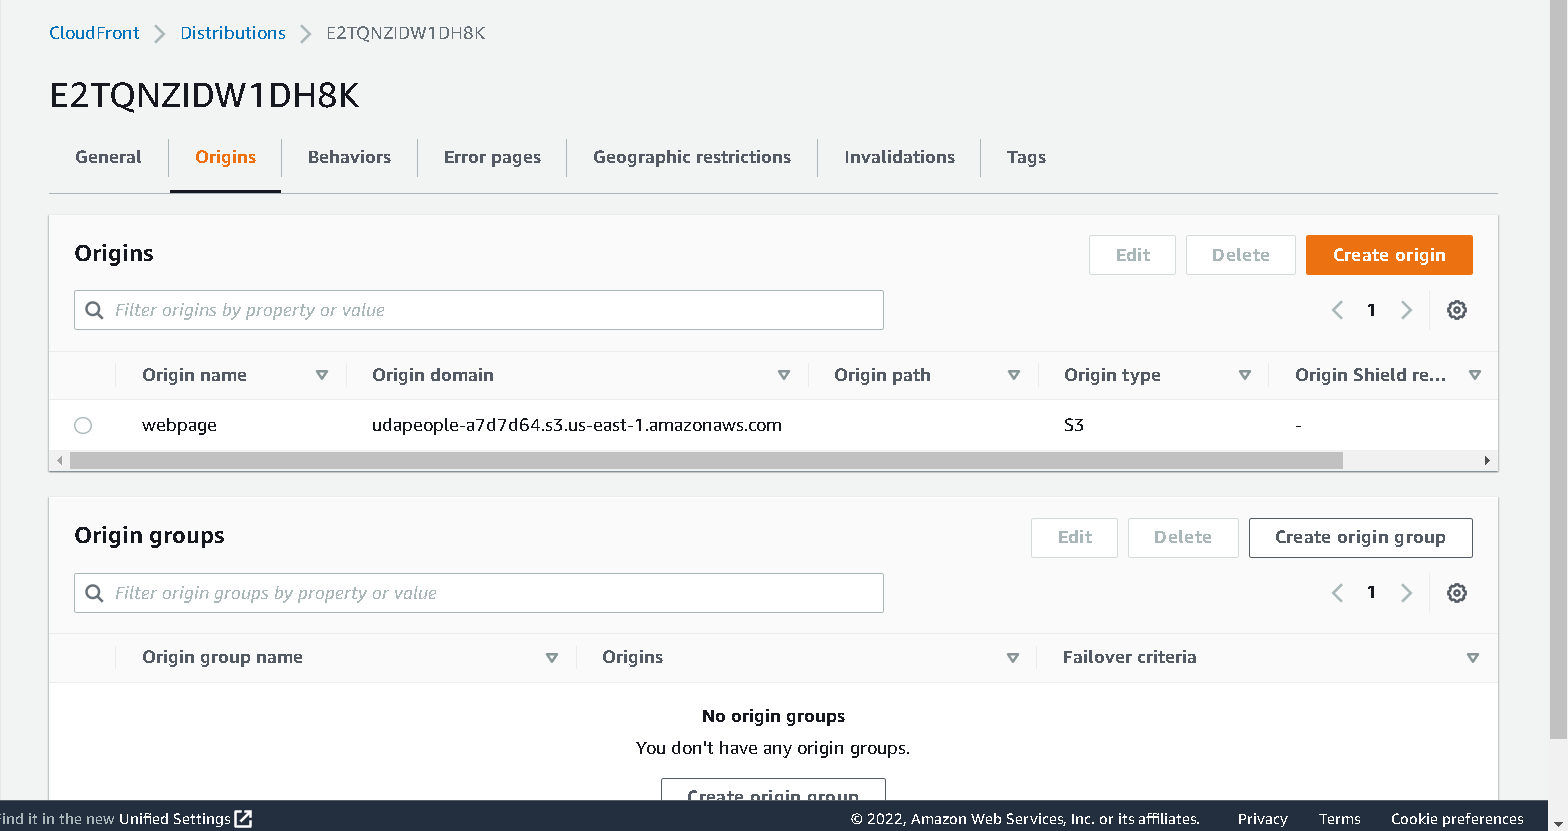 CloudFront Distributions E2TQNZIDW1DH8K
E2TQNZIDW1DH8K
General Origins Behaviors Error pages Geographic restrictions Invalidations Tags
Origins Edit Delete Create origin
Filter origins by property or value 1
Origin name Origin domain Origin path Origin type Origin Shield re...
webpage udapeople-a7d7d64.s3.us-east-1.amazonaws.com S3 -
Origin groups Edit Delete Create origin group
Filter origin groups by property or value 1
Origin group name Origins Failover criteria
No origin groups
You don't have any origin groups.
Create origin group
find it in the new Unified Settings © 2022, Amazon Web Services, Inc. or its affiliates. Privacy Terms Cookie preferences